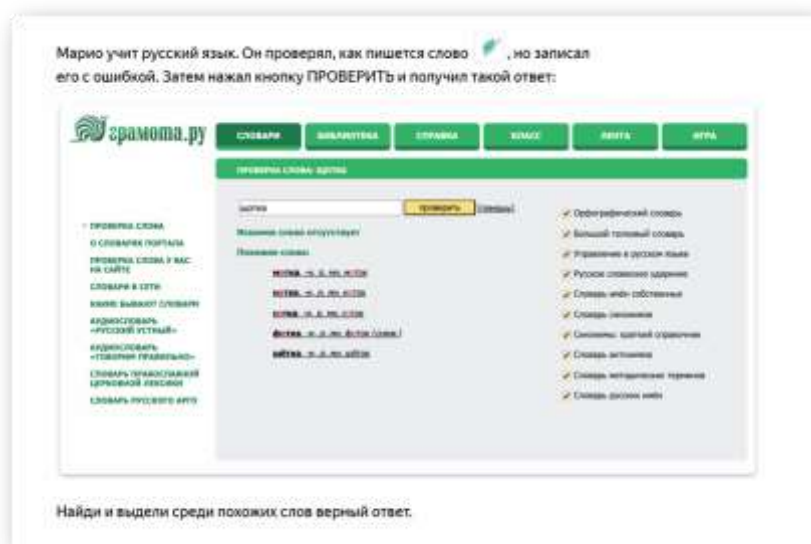 Марио учит русский язык. Он проверял, как пишется слово , но записал
его с ошибкой. Затем нажал кнопку ПРОВЕРИТЬ и получил такой ответ:
грамота.ру
СЛОВАРИ БИБЛИОТЕКА СПРАВКА КЛАСС ЛЕНТА ИГРА
ПРОВЕРКА СЛОВА:
проверить
Искомое слово отсутствует
Похожие слова:
ПРОВЕРКА СЛОВА
О СЛОВАРЯХ ПОРТАЛА
ПРОВЕРКА СЛОВА У ВАС
НА САЙТЕ
СЛОВАРИ В СЕТИ
КАКИЕ БЫВАЮТ СЛОВАРИ
АУДИОСЛОВАРЬ
«РУССКИЙ УСТНЫЙ»
АУДИОСЛОВАРЬ
«ГОВОРИМ ПРАВИЛЬНО»
СЛОВАРЬ ПРАВОСЛАВНОЙ
ЦЕРКОВНОЙ ЛЕКСИКИ
СЛОВАРЬ РУССКОГО АРГО
Орфографический словарь
Большой толковый словарь
Управление в русском языке
Русское словесное ударение
Словарь имён собственных
Словарь синонимов
Синонимы: краткий справочник
Словарь антонимов
Словарь методических терминов
Словарь русских имён
Найди и выдели среди похожих слов верный ответ.